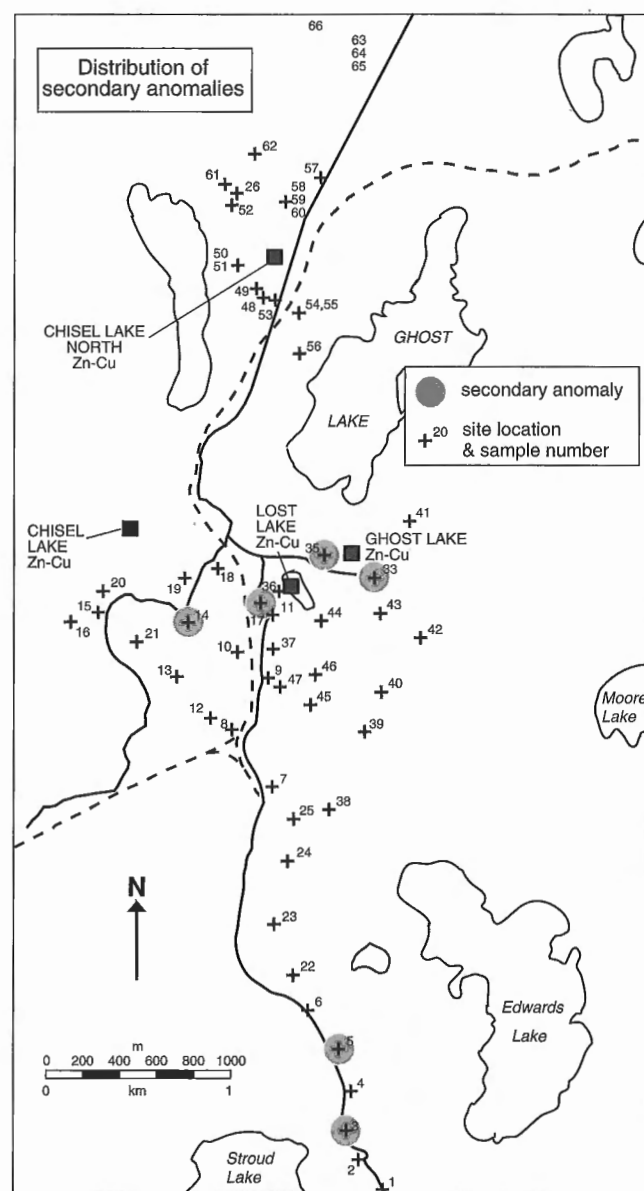 66
63
64
65
Distribution of
secondary anomalies
62
57
61
26
58
59
60
52
50
51
49
48
53
54,55
56
CHISEL LAKE
NORTH
Zn-Cu
GHOST
LAKE
secondary anomaly
20
site location
& sample number
41
CHISEL
LAKE
Zn-Cu
LOST
LAKE
Zn-Cu
35
GHOST LAKE
Zn-Cu
33
18
19
20
15
16
14
36
17
11
44
43
42
21
10
37
13
9
47
46
45
40
39
12
8
Moore
Lake
7
25
38
24
N
23
22
6
Edwards
Lake
5
m
0 200 400 600 800 1000
0 km 1
4
3
2
1
Stroud
Lake